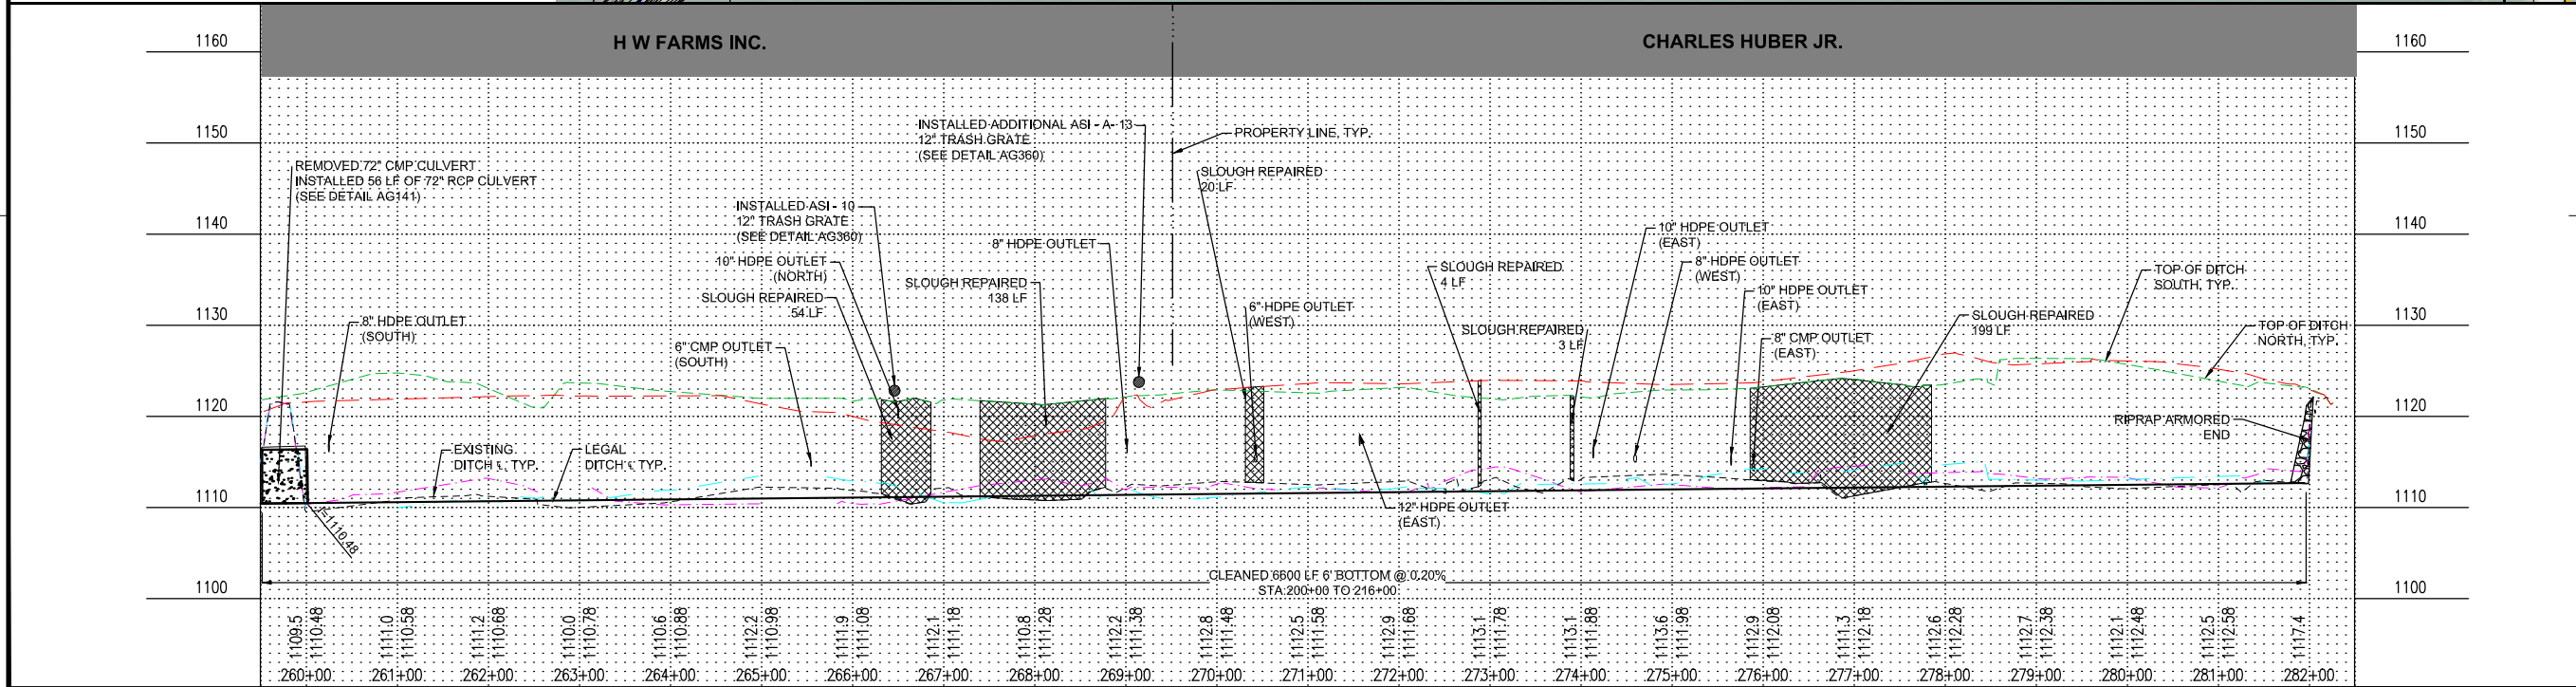 H W FARMS INC.
CHARLES HUBER JR.
1160
1160
1150
1150
1140
1140
1130
1130
1120
1120
1110
1110
1100
1100
REMOVED 72" CMP CULVERT
INSTALLED 56 LF OF 72" RCP CULVERT
(SEE DETAIL AG141)
8" HDPE OUTLET
(SOUTH)
EXISTING
DITCH ℄, TYP.
LEGAL
DITCH ℄ TYP.
I=1110.48
INSTALLED ADDITIONAL ASI - A- 13
12" TRASH GRATE
(SEE DETAIL AG360)
INSTALLED ASI - 10
12" TRASH GRATE
(SEE DETAIL AG360)
10" HDPE OUTLET
(NORTH)
SLOUGH REPAIRED
54 LF
6" CMP OUTLET
(SOUTH)
SLOUGH REPAIRED
138 LF
8" HDPE OUTLET
PROPERTY LINE, TYP.
SLOUGH REPAIRED
20 LF
6" HDPE OUTLET
(WEST)
12" HDPE OUTLET
(EAST)
SLOUGH REPAIRED
4 LF
SLOUGH REPAIRED
3 LF
10" HDPE OUTLET
(EAST)
8" HDPE OUTLET
(WEST)
10" HDPE OUTLET
(EAST)
8" CMP OUTLET
(EAST)
SLOUGH REPAIRED
199 LF
TOP OF DITCH
SOUTH, TYP.
TOP OF DITCH
NORTH, TYP.
RIPRAP ARMORED
END
CLEANED 6600 LF 6' BOTTOM @ 0.20%
STA:200+00 TO 216+00
1109.5
1110.48
260+00
1111.0
1110.58
261+00
1111.2
1110.68
262+00
1110.0
1110.78
263+00
1110.6
1110.88
264+00
1112.2
1110.98
265+00
1111.9
1111.08
266+00
1112.1
1111.18
267+00
1110.8
1111.28
268+00
1112.2
1111.38
269+00
1112.8
1111.48
270+00
1112.5
1111.58
271+00
1112.9
1111.68
272+00
1113.1
1111.78
273+00
1113.1
1111.88
274+00
1113.6
1111.98
275+00
1112.9
1112.08
276+00
1111.3
1112.18
277+00
1112.6
1112.28
278+00
1112.7
1112.38
279+00
1112.1
1112.48
280+00
1112.5
1112.58
281+00
1117.4
282+00